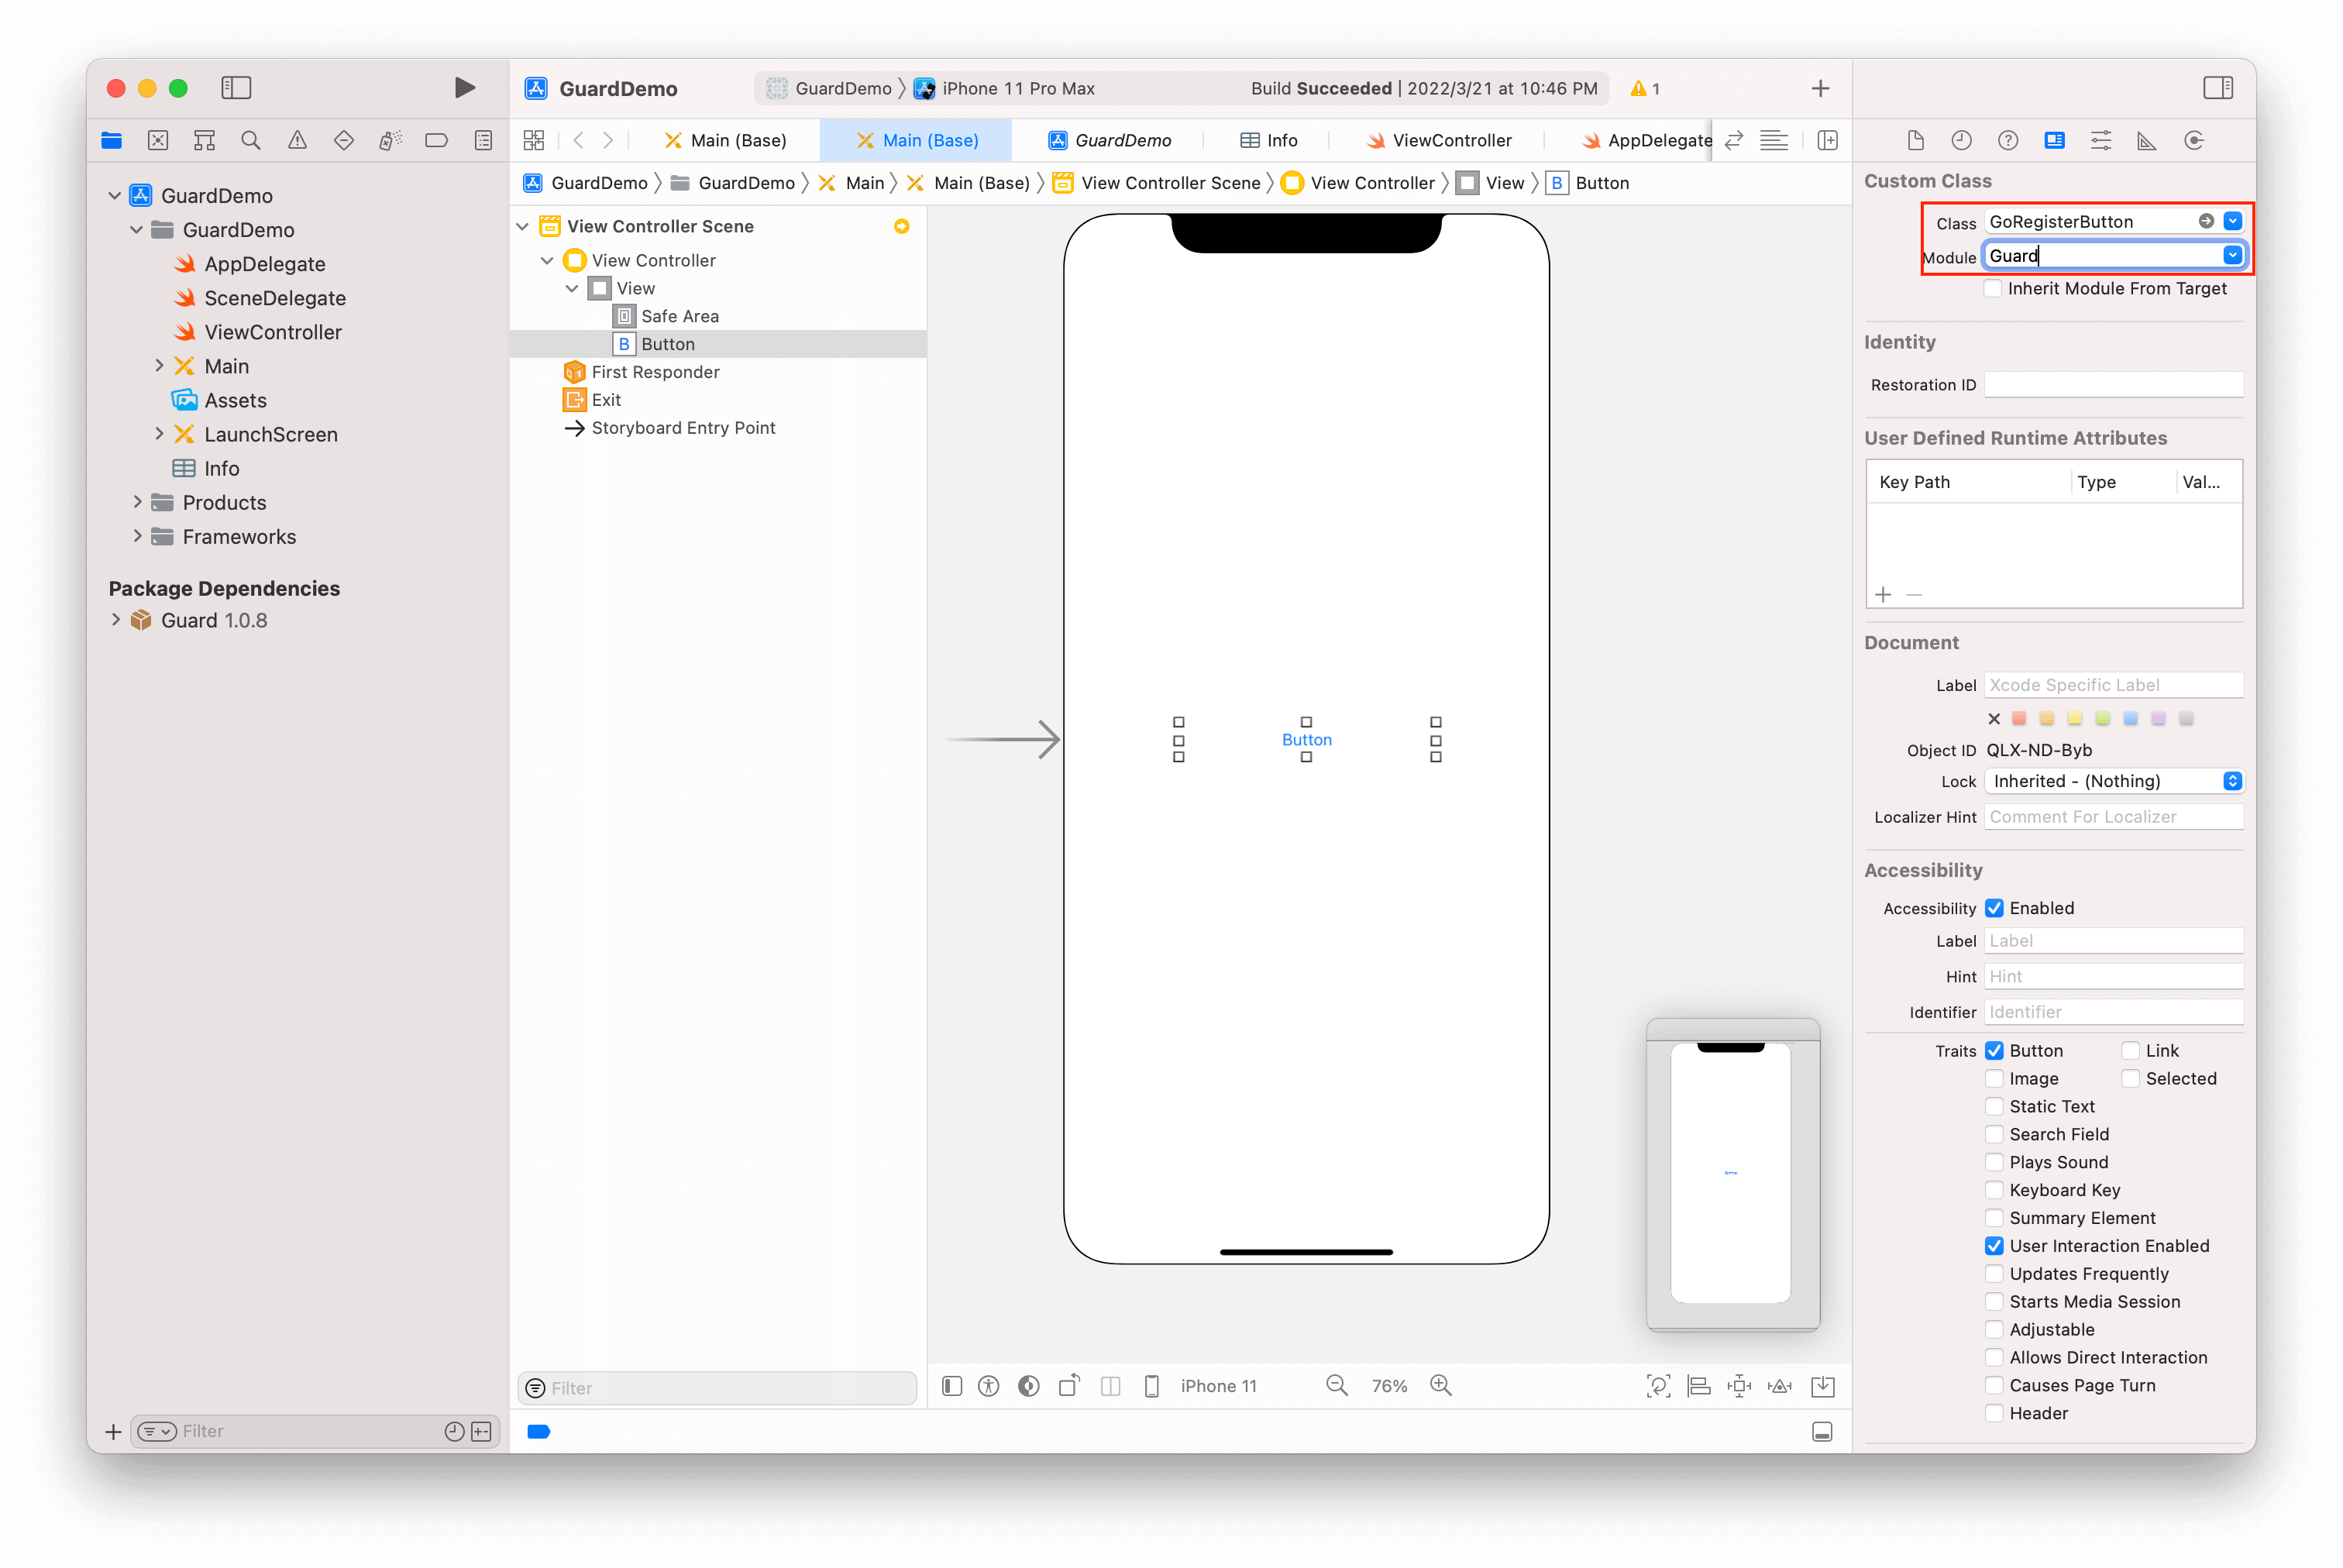 GuardDemo
GuardDemo 〉 iPhone 11 Pro Max
Build Succeeded | 2022/3/21 at 10:46 PM
1
Main (Base)
Main (Base)
GuardDemo
Info
ViewController
AppDelegate
GuardDemo 〉 GuardDemo 〉 Main 〉 Main (Base) 〉 View Controller Scene 〉 View Controller 〉 View 〉 B Button
GuardDemo
GuardDemo
AppDelegate
SceneDelegate
ViewController
Main
Assets
LaunchScreen
Info
Products
Frameworks
Package Dependencies
Guard 1.0.8
Filter
View Controller Scene
View Controller
View
Safe Area
B Button
First Responder
Exit
Storyboard Entry Point
Filter
Button
iPhone 11
76%
Custom Class
Class GoRegisterButton
Module Guard
Inherit Module From Target
Identity
Restoration ID
User Defined Runtime Attributes
Key Path Type Val...
Document
Label Xcode Specific Label
Object ID QLX-ND-Byb
Lock Inherited - (Nothing)
Localizer Hint Comment For Localizer
Accessibility
Accessibility Enabled
Label Label
Hint Hint
Identifier Identifier
Traits Button Link
Image Selected
Static Text
Search Field
Plays Sound
Keyboard Key
Summary Element
User Interaction Enabled
Updates Frequently
Starts Media Session
Adjustable
Allows Direct Interaction
Causes Page Turn
Header